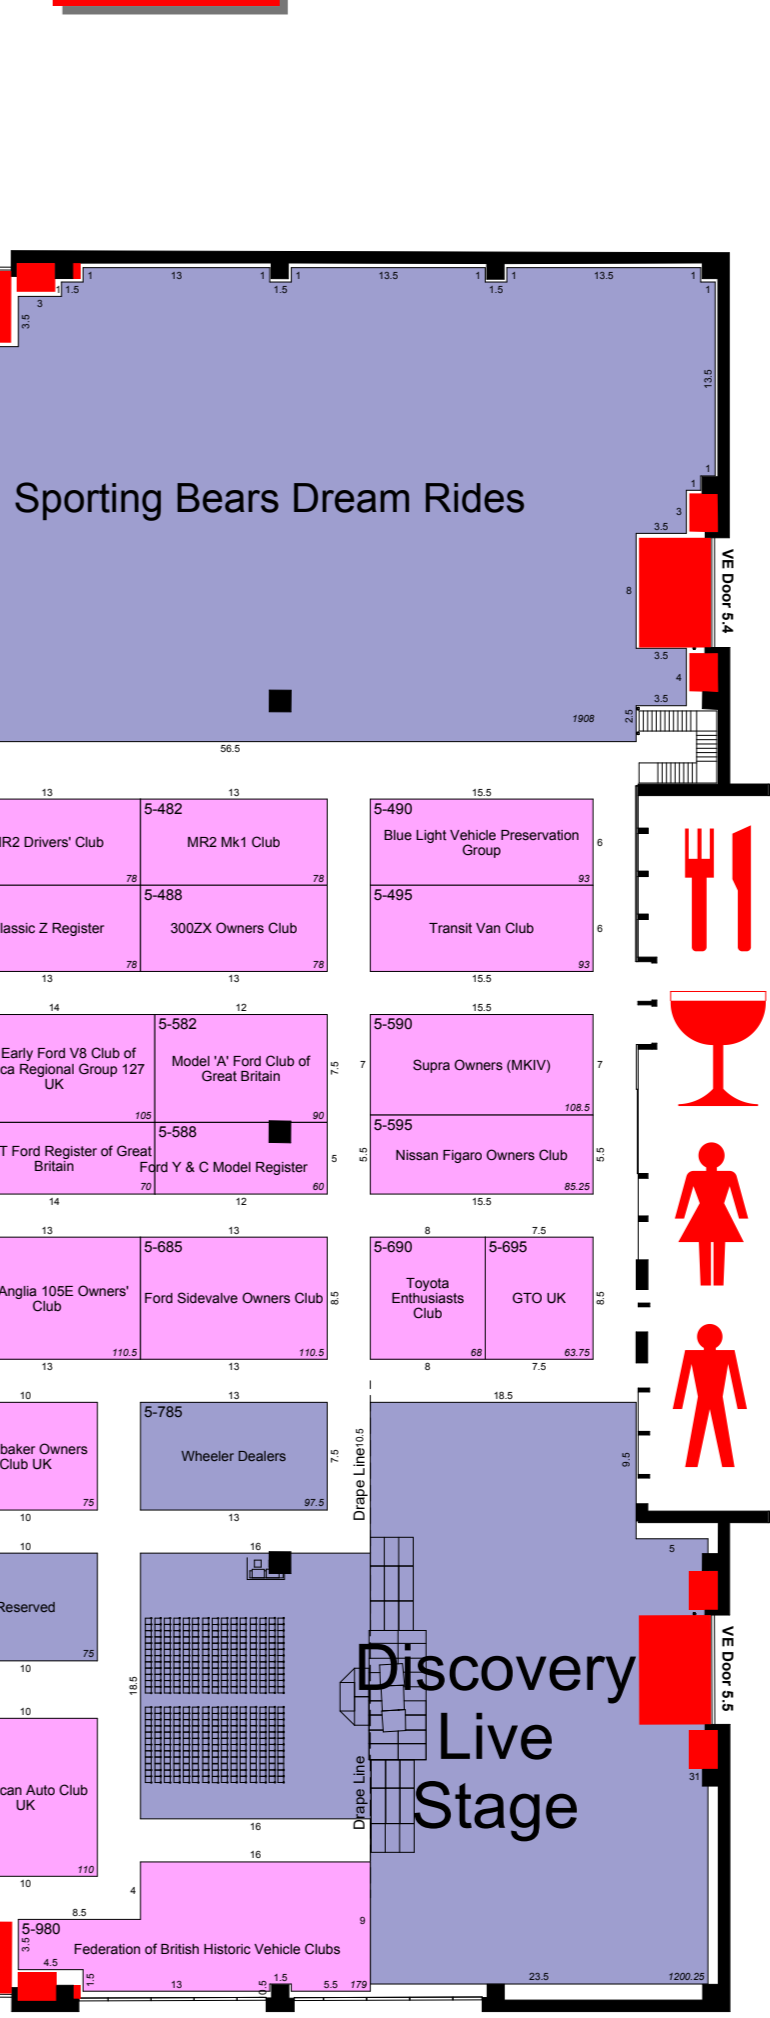 1 13 1 1 13.5 1 1 13.5 1
3 1 1.5 1.5 1.5 1
3.5
13.5
Sporting Bears Dream Rides
1
1
3
3.5
8
VE Door 5.4
3.5
4
3.5
1908 2.5
56.5
13 13 15.5
5-482 5-490
MR2 Mk1 Club
R2 Drivers' Club
Blue Light Vehicle Preservation
Group
6
78 78 93
5-488 5-495
lassic Z Register
300ZX Owners Club
Transit Van Club
6
78 78 93
13 13 15.5
14 12 15.5
5-582 5-590
Early Ford V8 Club of
ca Regional Group 127
UK
Model 'A' Ford Club of
Great Britain
7.5 7
Supra Owners (MKIV)
7
105 90 108.5
5-588 5-595
T Ford Register of Great
Britain
Ford Y & C Model Register
5 5.5
Nissan Figaro Owners Club
5.5
70 60 85.25
14 12 15.5
13 13 8 7.5
5-685 5-690 5-695
Anglia 105E Owners'
Club
Ford Sidevalve Owners Club
8.5
Toyota
Enthusiasts
Club
GTO UK
8.5
110.5 110.5 68 63.75
13 13 8 7.5
10 13 18.5
5-785
baker Owners
Club UK
Wheeler Dealers
7.5
Drape Line
10.5
9.5
75 97.5
10 13
10 16 5
Reserved
75
10
18.5
Discovery
Live
Stage
VE Door 5.5
10
Drape Line
31
can Auto Club
UK
110
10
16
16
4
8.5
5-980
9
3.5
Federation of British Historic Vehicle Clubs
4.5
1.5 13 0.5 1.5 5.5 179
23.5 1200.25